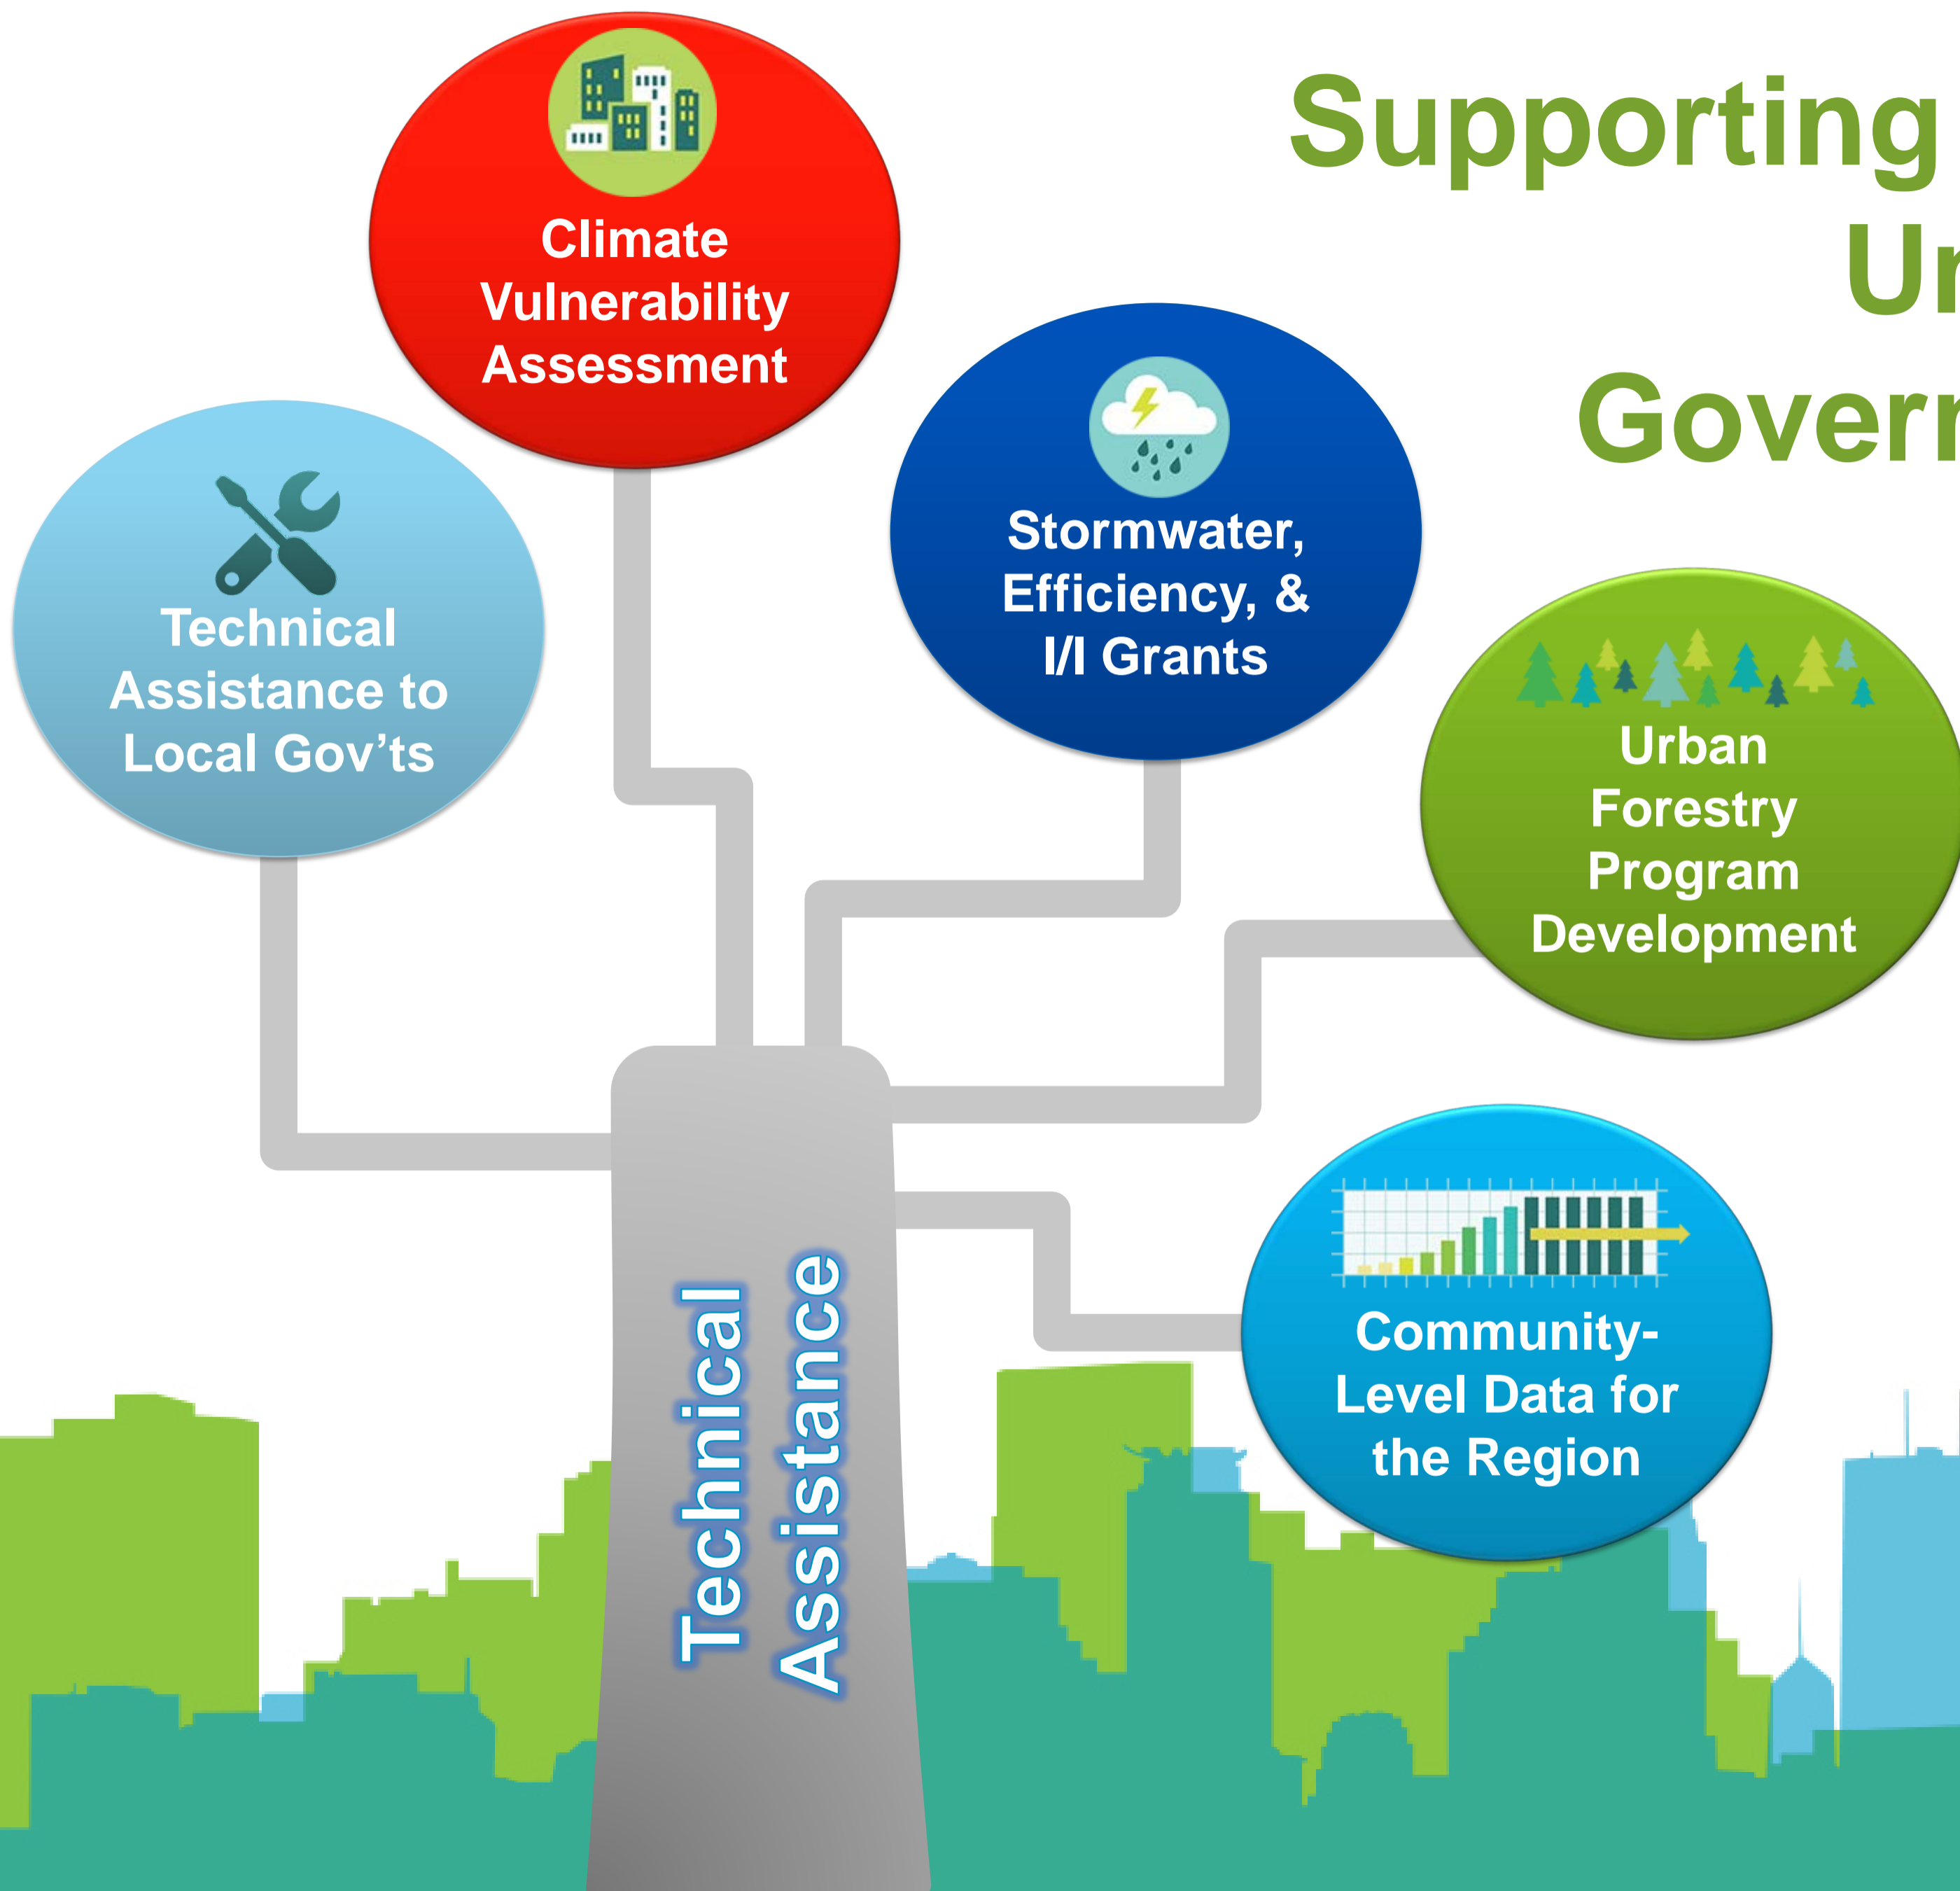 Supporting
Govern
Climate
Vulnerability
Assessment
Stormwater,
Efficiency, &
I/I Grants
Technical
Assistance to
Local Gov’ts
Urban
Forestry
Program
Development
Community-
Level Data for
the Region
Technical
Assistance